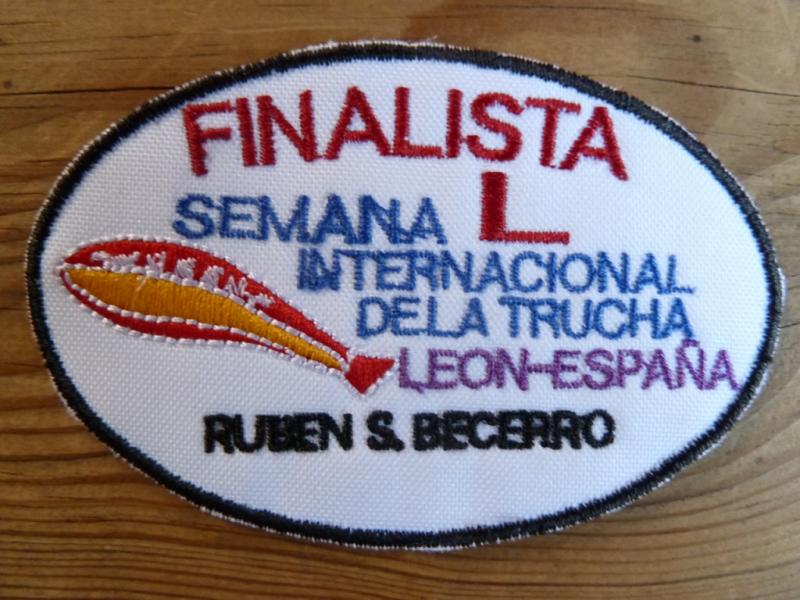 FINALISTA
L
SEMANA
INTERNACIONAL
DE LA TRUCHA
LEON-ESPAÑA
RUBEN S. BECERRO